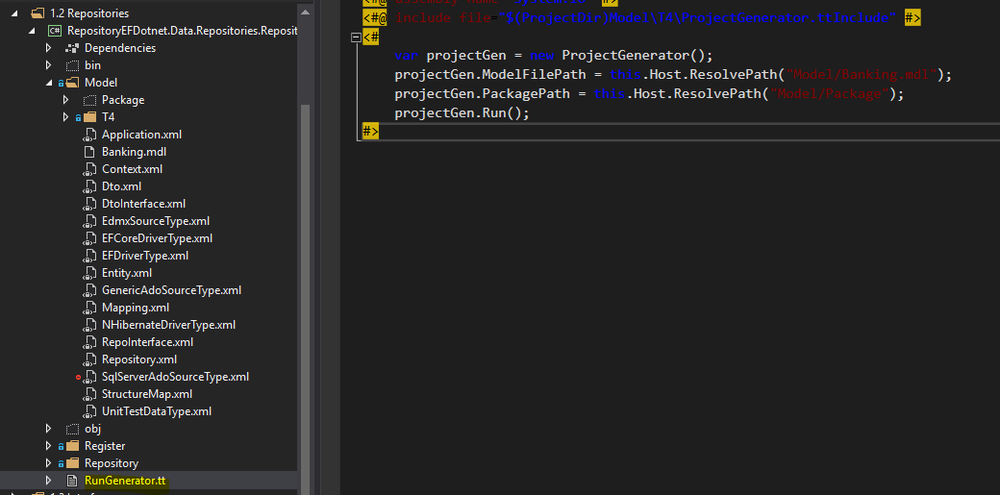 1.2 Repositories
RepositoryEFDotnet.Data.Repositories.Reposit
Dependencies
bin
Model
Package
T4
Application.xml
Banking.mdl
Context.xml
Dto.xml
DtoInterface.xml
EdmxSourceType.xml
EFCoreDriverType.xml
EFDriverType.xml
Entity.xml
GenericAdoSourceType.xml
Mapping.xml
NHibernateDriverType.xml
RepoInterface.xml
Repository.xml
SqlServerAdoSourceType.xml
StructureMap.xml
UnitTestDataType.xml
obj
Register
Repository
RunGenerator.tt
<#@ include file="$(ProjectDir)Model\T4\ProjectGenerator.ttinclude" #>
<#
var projectGen = new ProjectGenerator();
projectGen.ModelFilePath = this.Host.ResolvePath("Model/Banking.mdl");
projectGen.PackagePath = this.Host.ResolvePath("Model/Package");
projectGen.Run();
#>